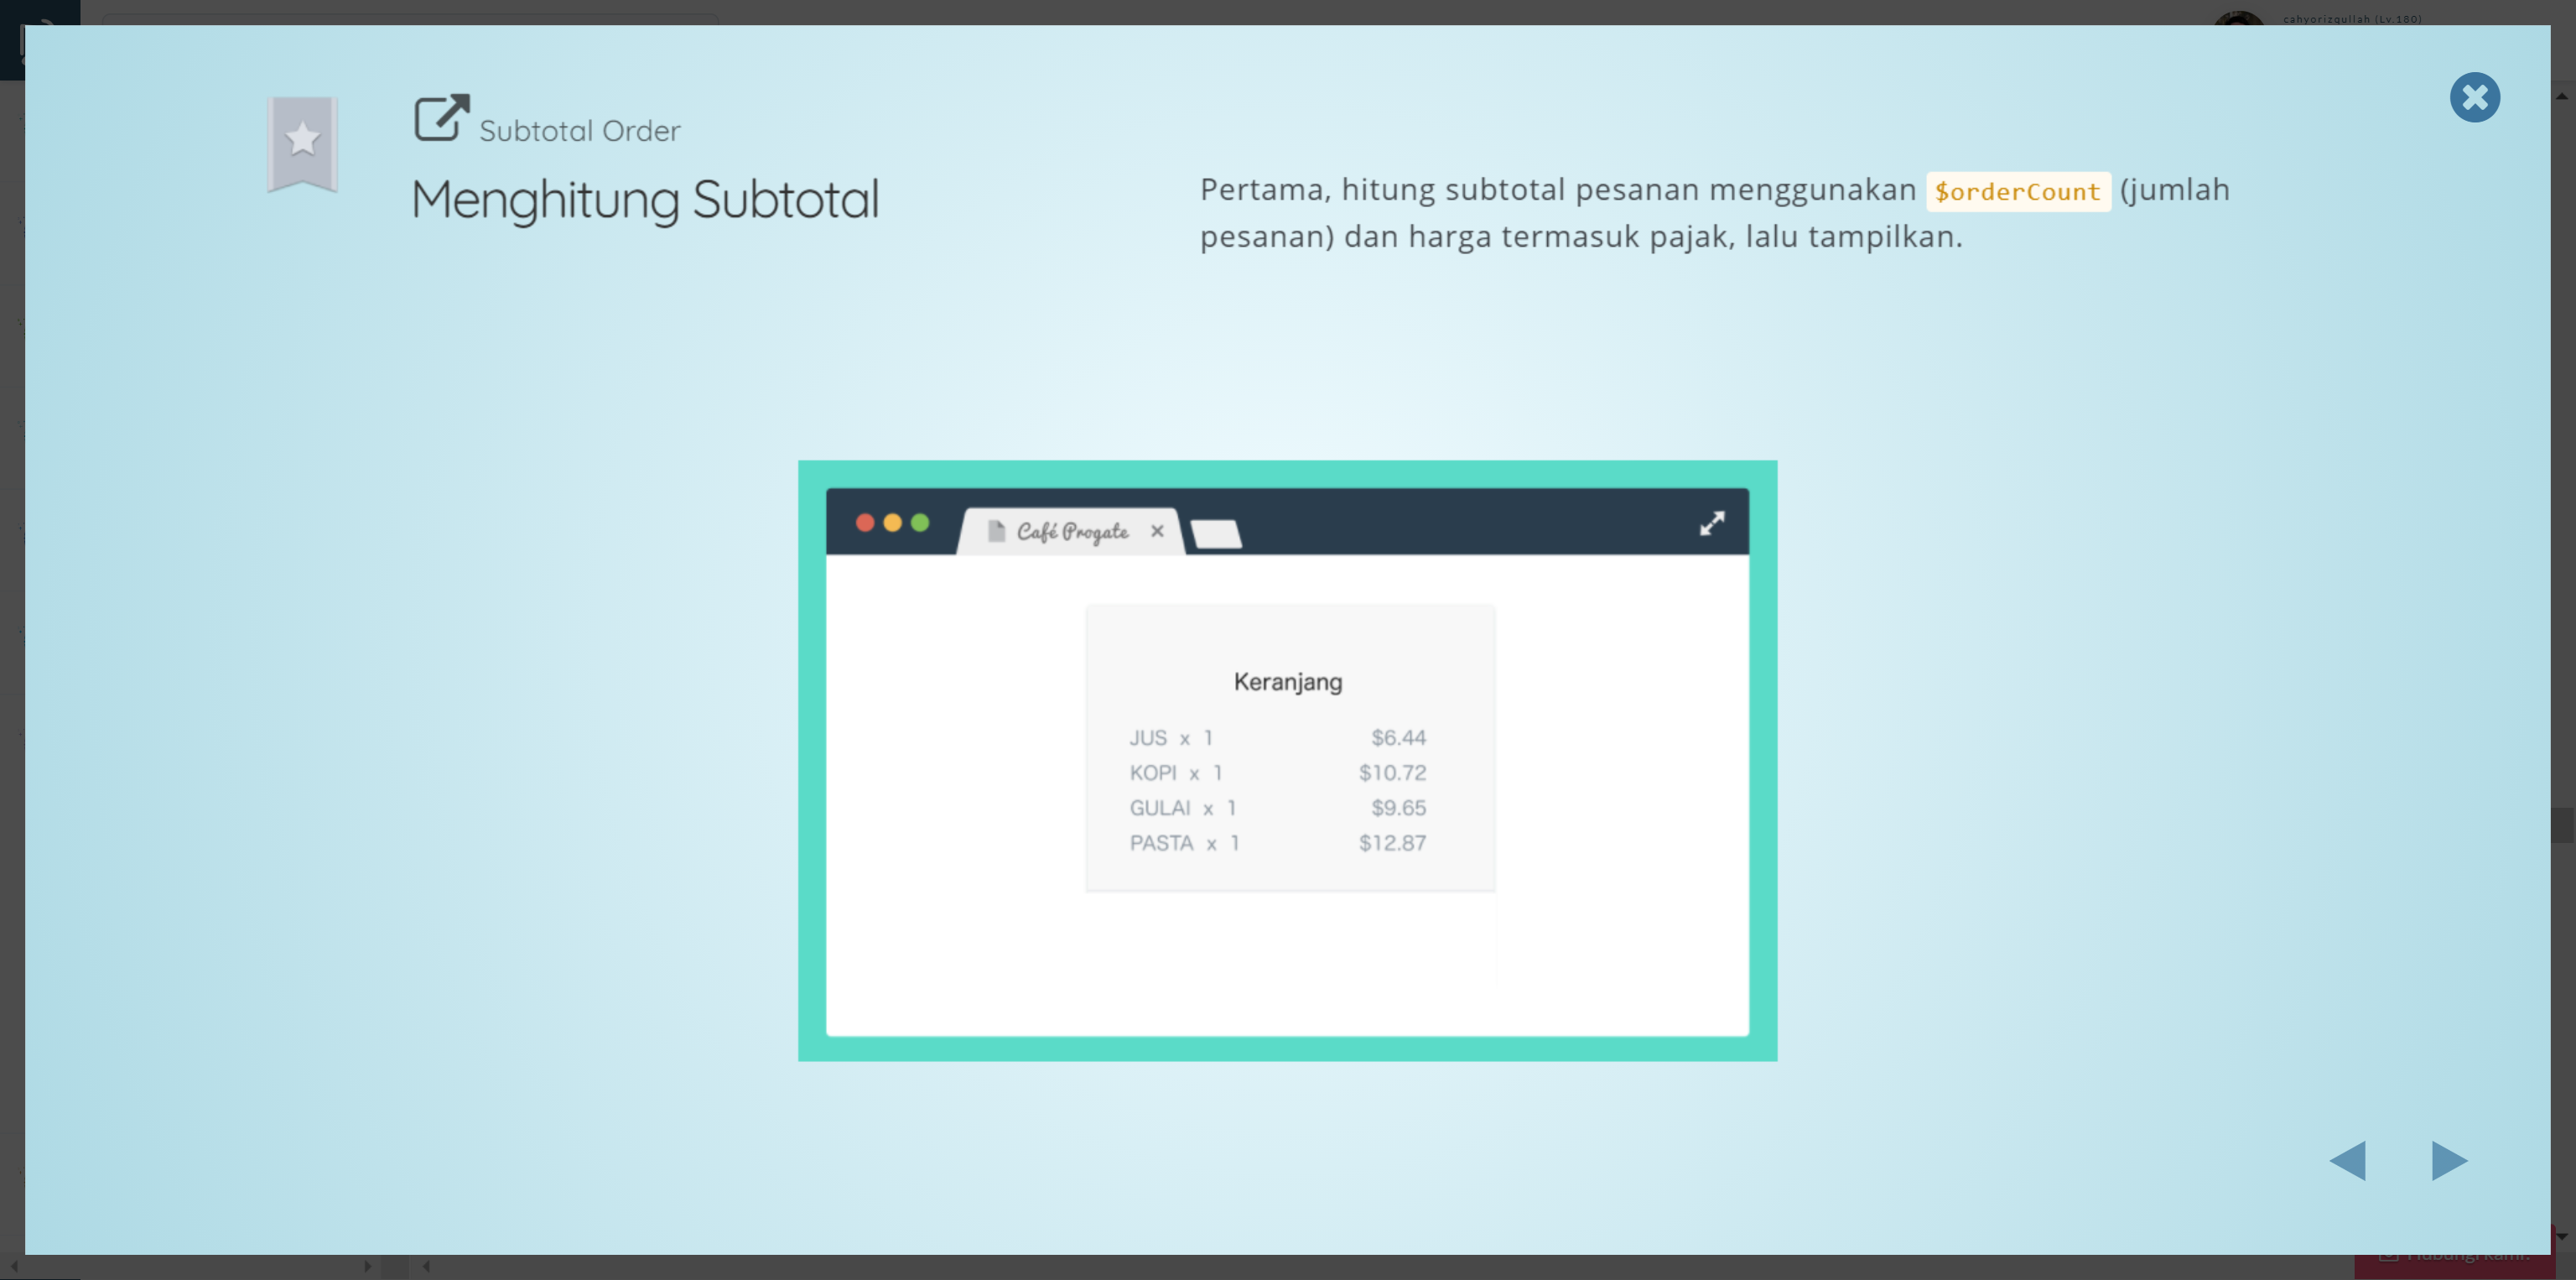 cahyorizqullah (Lv.180)
Subtotal Order
Menghitung Subtotal
Pertama, hitung subtotal pesanan menggunakan $orderCount (jumlah
pesanan) dan harga termasuk pajak, lalu tampilkan.
Café Progate
Keranjang
JUS x 1 $6.44
KOPI x 1 $10.72
GULAI x 1 $9.65
PASTA x 1 $12.87
Hubungi kami!